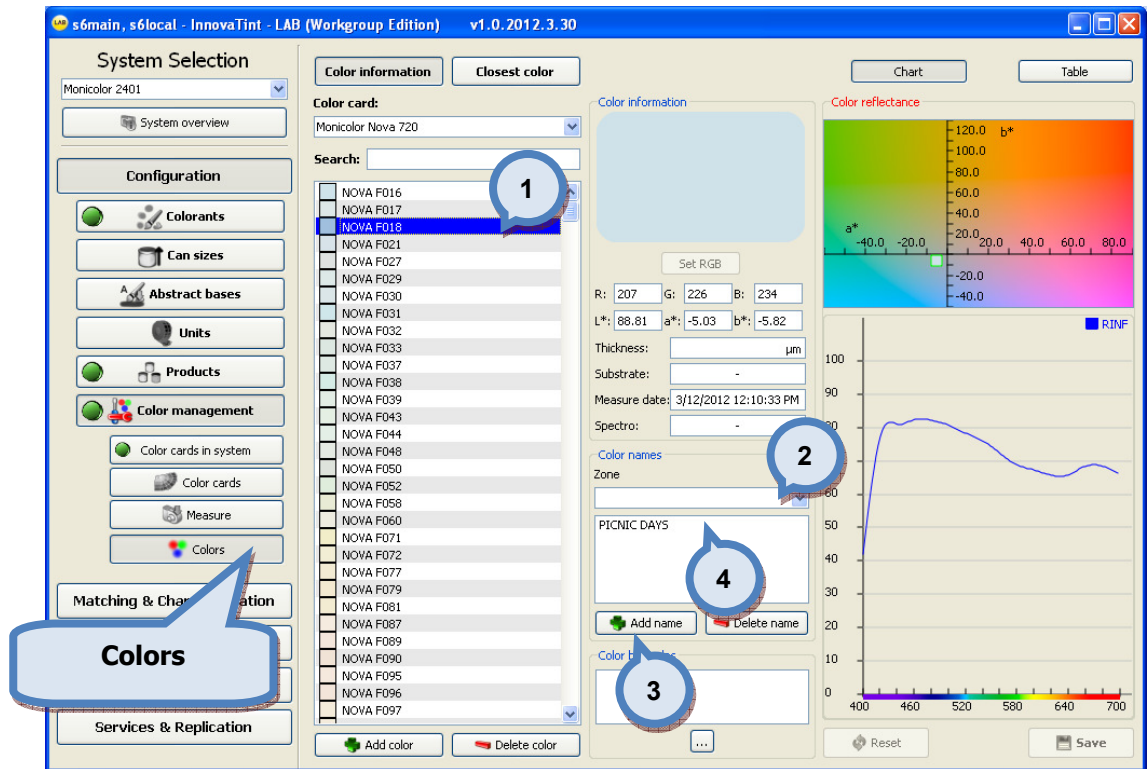 s6main, s6local - InnovaTint - LAB (Workgroup Edition) v1.0.2012.3.30
System Selection
Monicolor 2401
System overview
Configuration
Colorants
Can sizes
Abstract bases
Units
Products
Color management
Color cards in system
Color cards
Measure
Colors
Matching &
Colors
Services & Replication
Color information
Closest color
Color card:
Monicolor Nova 720
Search:
1
NOVA F016
NOVA F017
NOVA F018
NOVA F021
NOVA F027
NOVA F029
NOVA F030
NOVA F031
NOVA F032
NOVA F033
NOVA F037
NOVA F038
NOVA F039
NOVA F043
NOVA F044
NOVA F048
NOVA F050
NOVA F052
NOVA F058
NOVA F060
NOVA F071
NOVA F072
NOVA F077
NOVA F079
NOVA F081
NOVA F087
NOVA F089
NOVA F090
NOVA F095
NOVA F096
NOVA F097
Add color
Delete color
Color information
Set RGB
R: 207 G: 226 B: 234
L*: 88.81 a*: -5.03 b*: -5.82
Thickness: µm
Substrate: -
Measure date: 3/12/2012 12:10:33 PM
Spectro: -
Color names
2
Zone
PICNIC DAYS
4
Add name
Delete name
Color
3
...
Chart
Table
Color reflectance
120.0 b*
100.0
80.0
60.0
40.0
20.0
a*
-40.0 -20.0 20.0 40.0 60.0 80.0
-20.0
-40.0
RINF
100
90
60
50
40
30
20
10
0
400 460 520 580 640 700
Reset
Save